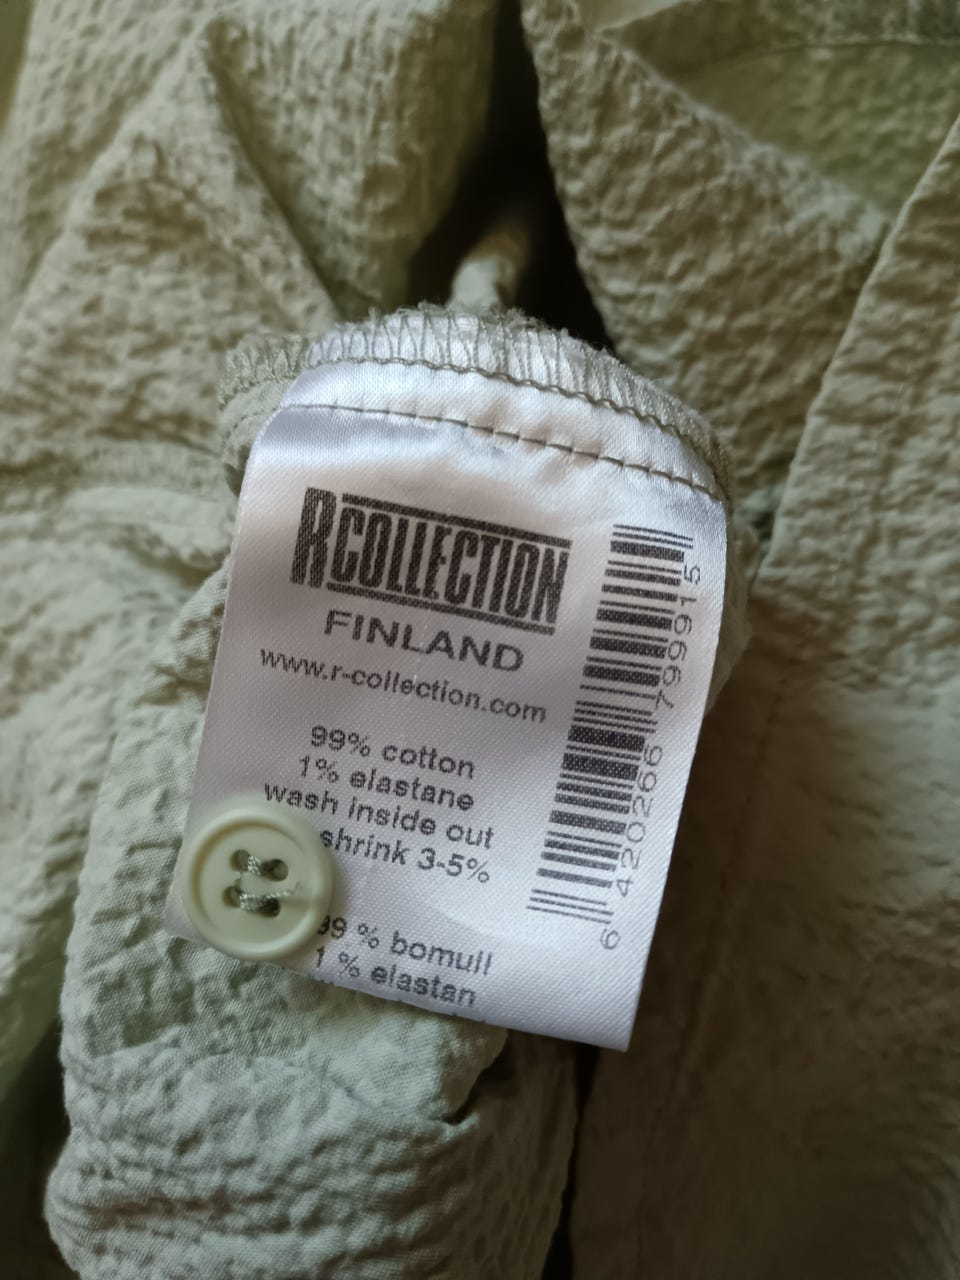 RCOLLECTION
FINLAND
www.r-collection.com
99% cotton
1% elastane
wash inside out
shrink 3-5%
99 % bomull
1 % elastan
6 420266 799915